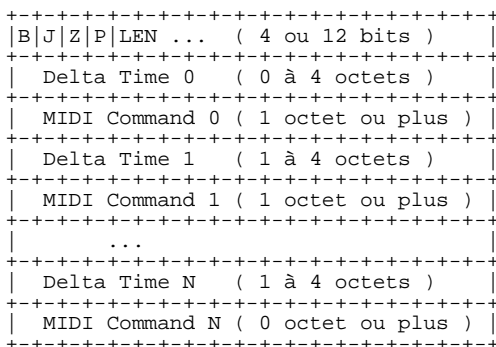 +-+-+-+-+-+-+-+-+-+-+-+-+-+-+-+-+-+-+-+
|B|J|Z|P|LEN ...  ( 4 ou 12 bits )    |
+-+-+-+-+-+-+-+-+-+-+-+-+-+-+-+-+-+-+-+
|  Delta Time 0   ( 0 à 4 octets )    |
+-+-+-+-+-+-+-+-+-+-+-+-+-+-+-+-+-+-+-+
|  MIDI Command 0 ( 1 octet ou plus ) |
+-+-+-+-+-+-+-+-+-+-+-+-+-+-+-+-+-+-+-+
|  Delta Time 1   ( 1 à 4 octets )    |
+-+-+-+-+-+-+-+-+-+-+-+-+-+-+-+-+-+-+-+
|  MIDI Command 1 ( 1 octet ou plus ) |
+-+-+-+-+-+-+-+-+-+-+-+-+-+-+-+-+-+-+-+
|        ...                          |
+-+-+-+-+-+-+-+-+-+-+-+-+-+-+-+-+-+-+-+
|  Delta Time N   ( 1 à 4 octets )    |
+-+-+-+-+-+-+-+-+-+-+-+-+-+-+-+-+-+-+-+
|  MIDI Command N ( 0 octet ou plus ) |
+-+-+-+-+-+-+-+-+-+-+-+-+-+-+-+-+-+-+-+